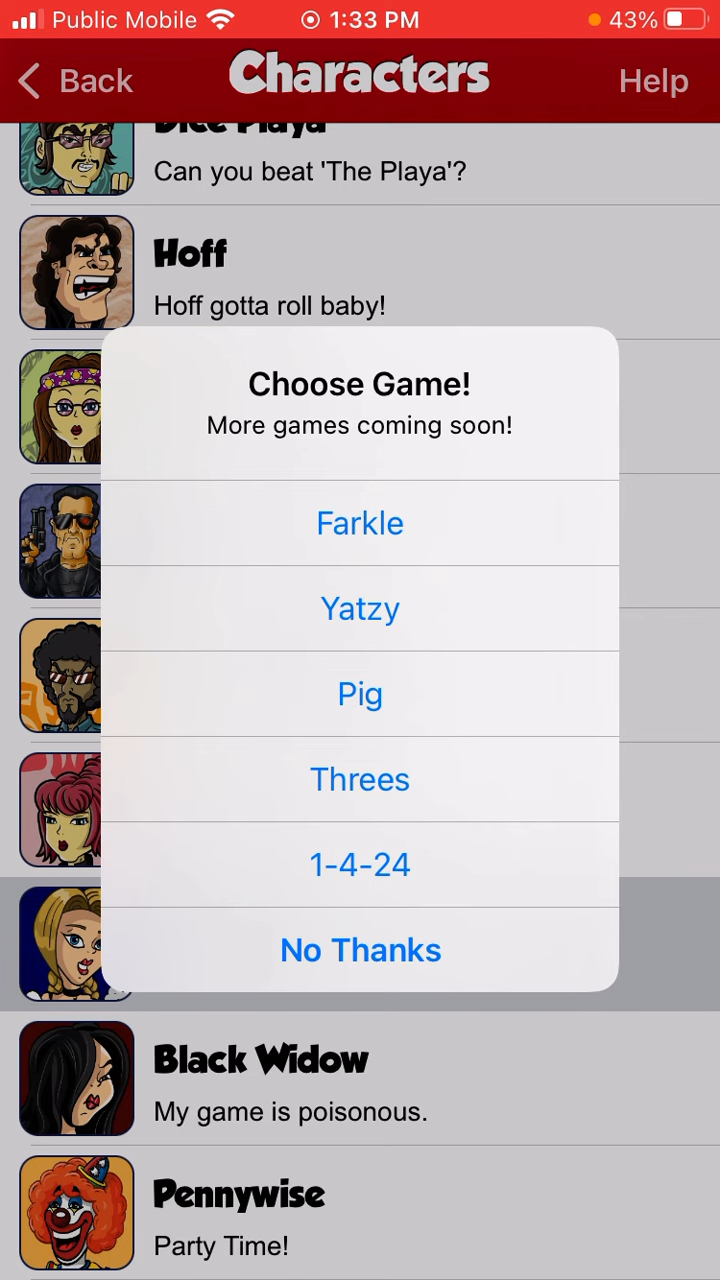 Public Mobile 1:33 PM 43%
Back Characters Help
Dice Playa
Can you beat 'The Playa'?
Hoff
Hoff gotta roll baby!
Choose Game!
More games coming soon!
Farkle
Yatzy
Pig
Threes
1-4-24
No Thanks
Black Widow
My game is poisonous.
Pennywise
Party Time!